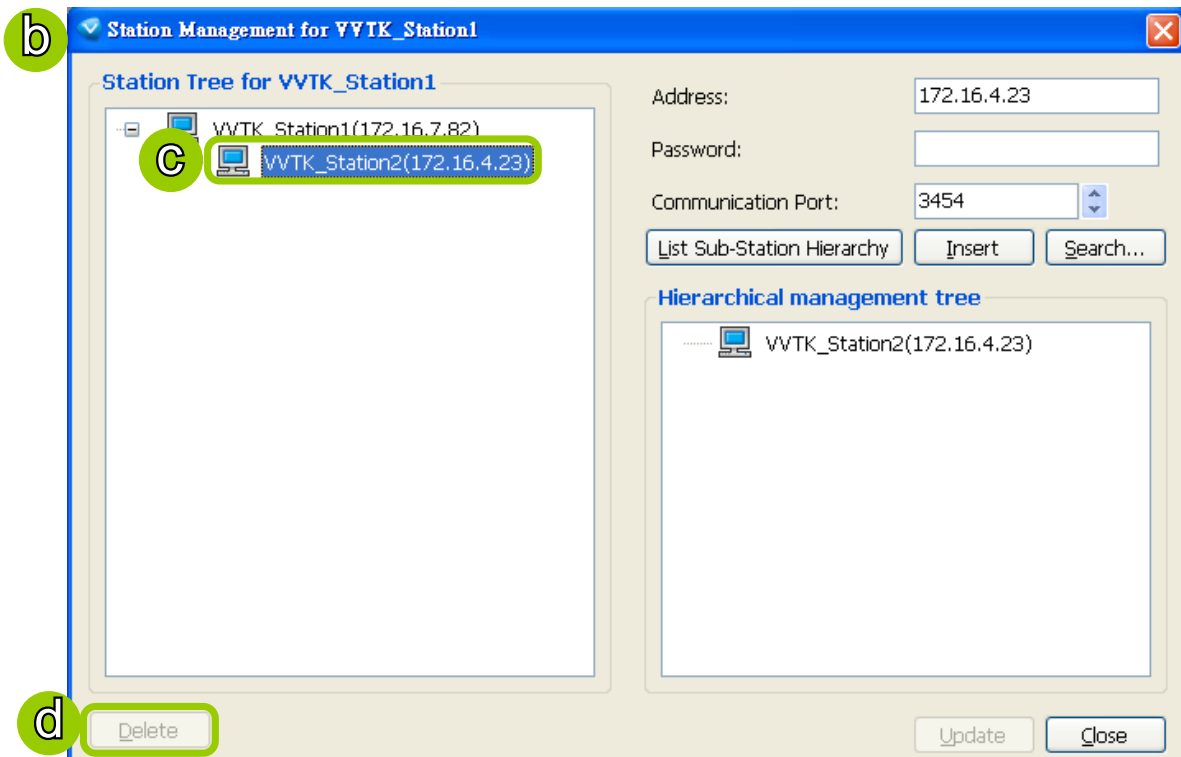 b
Station Management for VVTK_Station1
Station Tree for VVTK_Station1
VVTK_Station1(172.16.7.82)
c
VVTK_Station2(172.16.4.23)
Address:
172.16.4.23
Password:
Communication Port:
3454
List Sub-Station Hierarchy
Insert
Search...
Hierarchical management tree
VVTK_Station2(172.16.4.23)
d
Delete
Update
Close